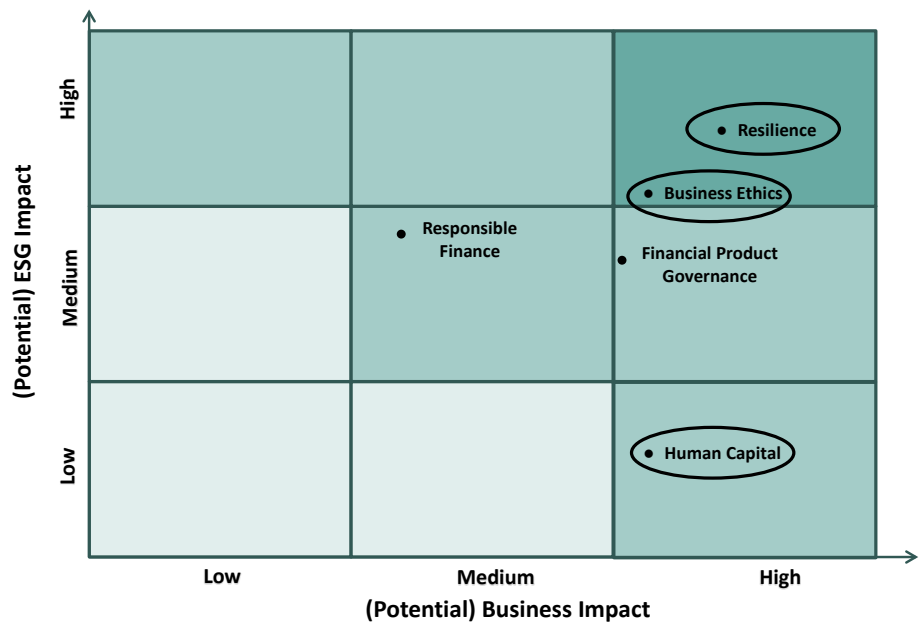 (Potential) ESG Impact
High
Medium
Low
Resilience
Business Ethics
Responsible
Finance
Financial Product
Governance
Human Capital
Low
Medium
High
(Potential) Business Impact